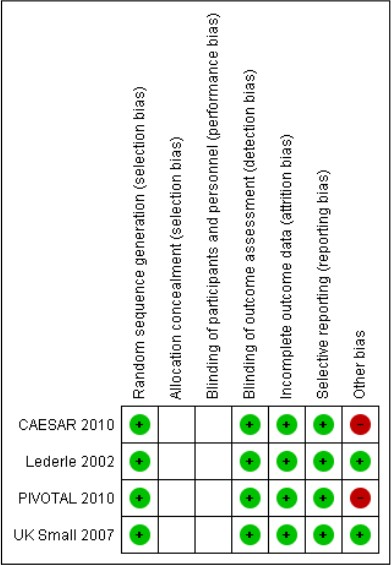 Random sequence generation (selection bias)
Allocation concealment (selection bias)
Blinding of participants and personnel (performance bias)
Blinding of outcome assessment (detection bias)
Incomplete outcome data (attrition bias)
Selective reporting (reporting bias)
Other bias
CAESAR 2010 + + + + -
Lederle 2002 + + + + +
PIVOTAL 2010 + + + + -
UK Small 2007 + + + + +